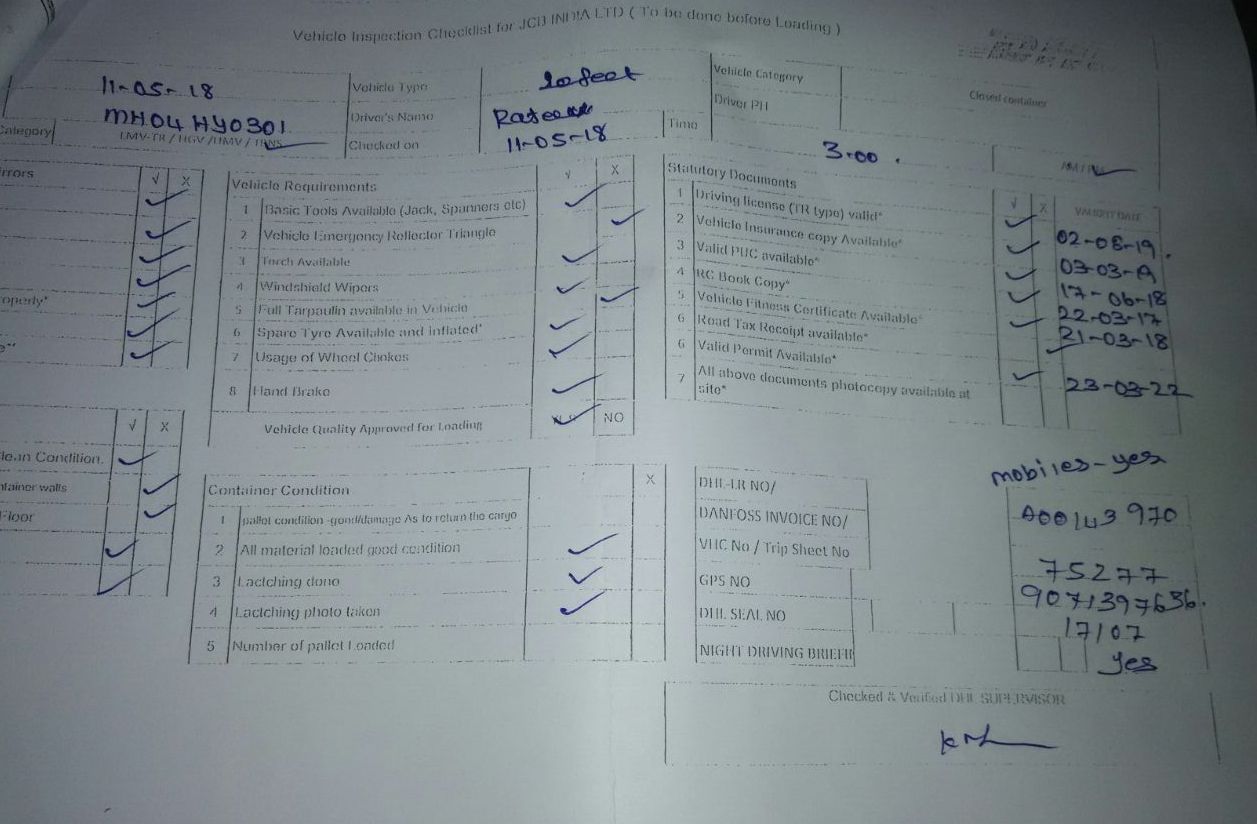 Vehicle Inspection Checklist for JCB INDIA LTD ( To be done before Loading )
11-05-18 Vehicle Type 20feet Vehicle Category Closed container
MH04 HY0301 Driver's Name Driver PH
Category LMV-TR / HGV / HMV / TRNS Checked on 11-05-18 Time 3.00 . AM / PM
irrors √ X
operly*
√ X
lean Condition.
ntainer walls
Floor
Vehicle Requirements √ X
1 Basic Tools Available (Jack, Spanners etc)
2 Vehicle Emergency Reflector Triangle
3 Torch Available
4 Windshield Wipers
5 Full Tarpaulin available in Vehicle
6 Spare Tyre Available and inflated*
7 Usage of Wheel Chokes
8 Hand Brake
Vehicle Quality Approved for Loading YES NO
Container Condition X
1 pallet condition -good/damage As to return the cargo
2 All material loaded good condition
3 Lactching done
4 Lactching photo taken
5 Number of pallet Loaded
Statutory Documents √ X VALIDITY DATE
1 Driving license (TR type) valid* 02-08-19.
2 Vehicle Insurance copy Available* 03-03-19
3 Valid PUC available* 17-06-18
4 RC Book Copy* 22-03-17
5 Vehicle Fitness Certificate Available* 21-03-18
6 Road Tax Receipt available*
6 Valid Permit Available* 23-03-22
7 All above documents photocopy available at
site*
mobiles-yes
DHL-LR NO/ A00143970
DANFOSS INVOICE NO/
VHC No / Trip Sheet No 75277
GPS NO 9071397636.
DHL SEAL NO 17107
NIGHT DRIVING BRIEFIN yes
Checked & Verified DHL SUPERVISOR